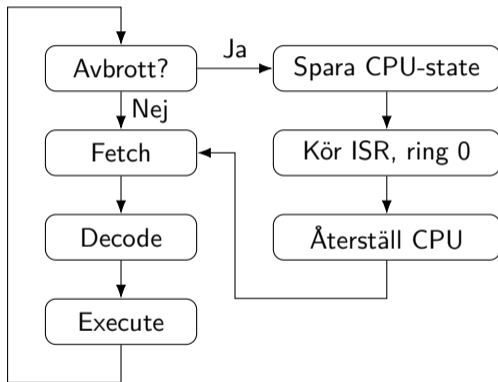 Avbrott?
Ja
Spara CPU-state
Nej
Fetch
Kör ISR, ring 0
Decode
Återställ CPU
Execute